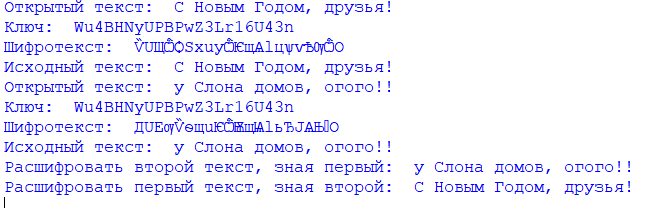 Открытый текст:  С Новым Годом, друзья!
Ключ:  Wu4BHNyUPBPwZ3Lr16U43n
Шифротекст:
Исходный текст:  С Новым Годом, друзья!
Открытый текст:  у Слона домов, огого!!
Ключ:  Wu4BHNyUPBPwZ3Lr16U43n
Шифротекст:
Исходный текст:  у Слона домов, огого!!
Расшифровать второй текст, зная первый:  у Слона домов, огого!!
Расшифровать первый текст, зная второй:  С Новым Годом, друзья!